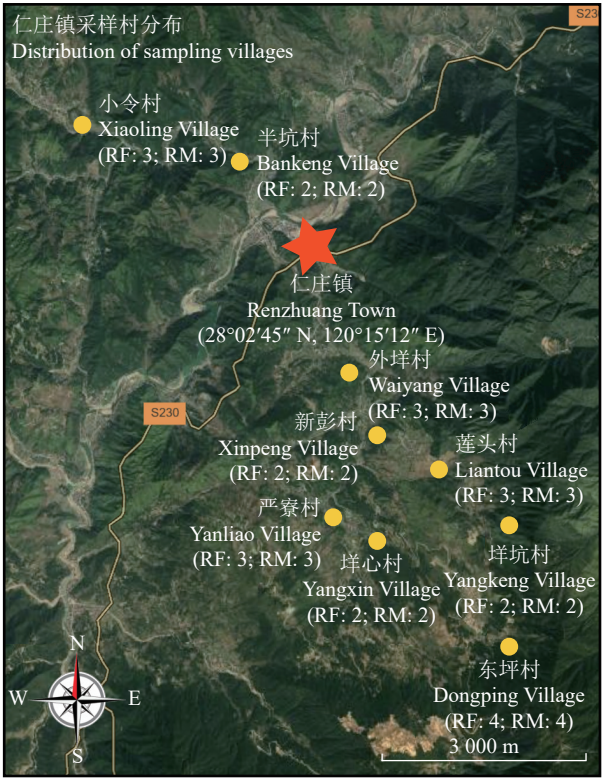 仁庄镇采样村分布
Distribution of sampling villages
S23
小令村
Xiaoling Village
(RF: 3; RM: 3)
半坑村
Bankeng Village
(RF: 2; RM: 2)
仁庄镇
Renzhuang Town
(28°02′45″ N, 120°15′12″ E)
外垟村
Waiyang Village
(RF: 3; RM: 3)
S230
新彭村
Xinpeng Village
(RF: 2; RM: 2)
莲头村
Liantou Village
(RF: 3; RM: 3)
严寮村
Yanliao Village
(RF: 3; RM: 3)
垟心村
Yangxin Village
(RF: 2; RM: 2)
垟坑村
Yangkeng Village
(RF: 2; RM: 2)
东坪村
Dongping Village
(RF: 4; RM: 4)
N
W
E
S
3 000 m